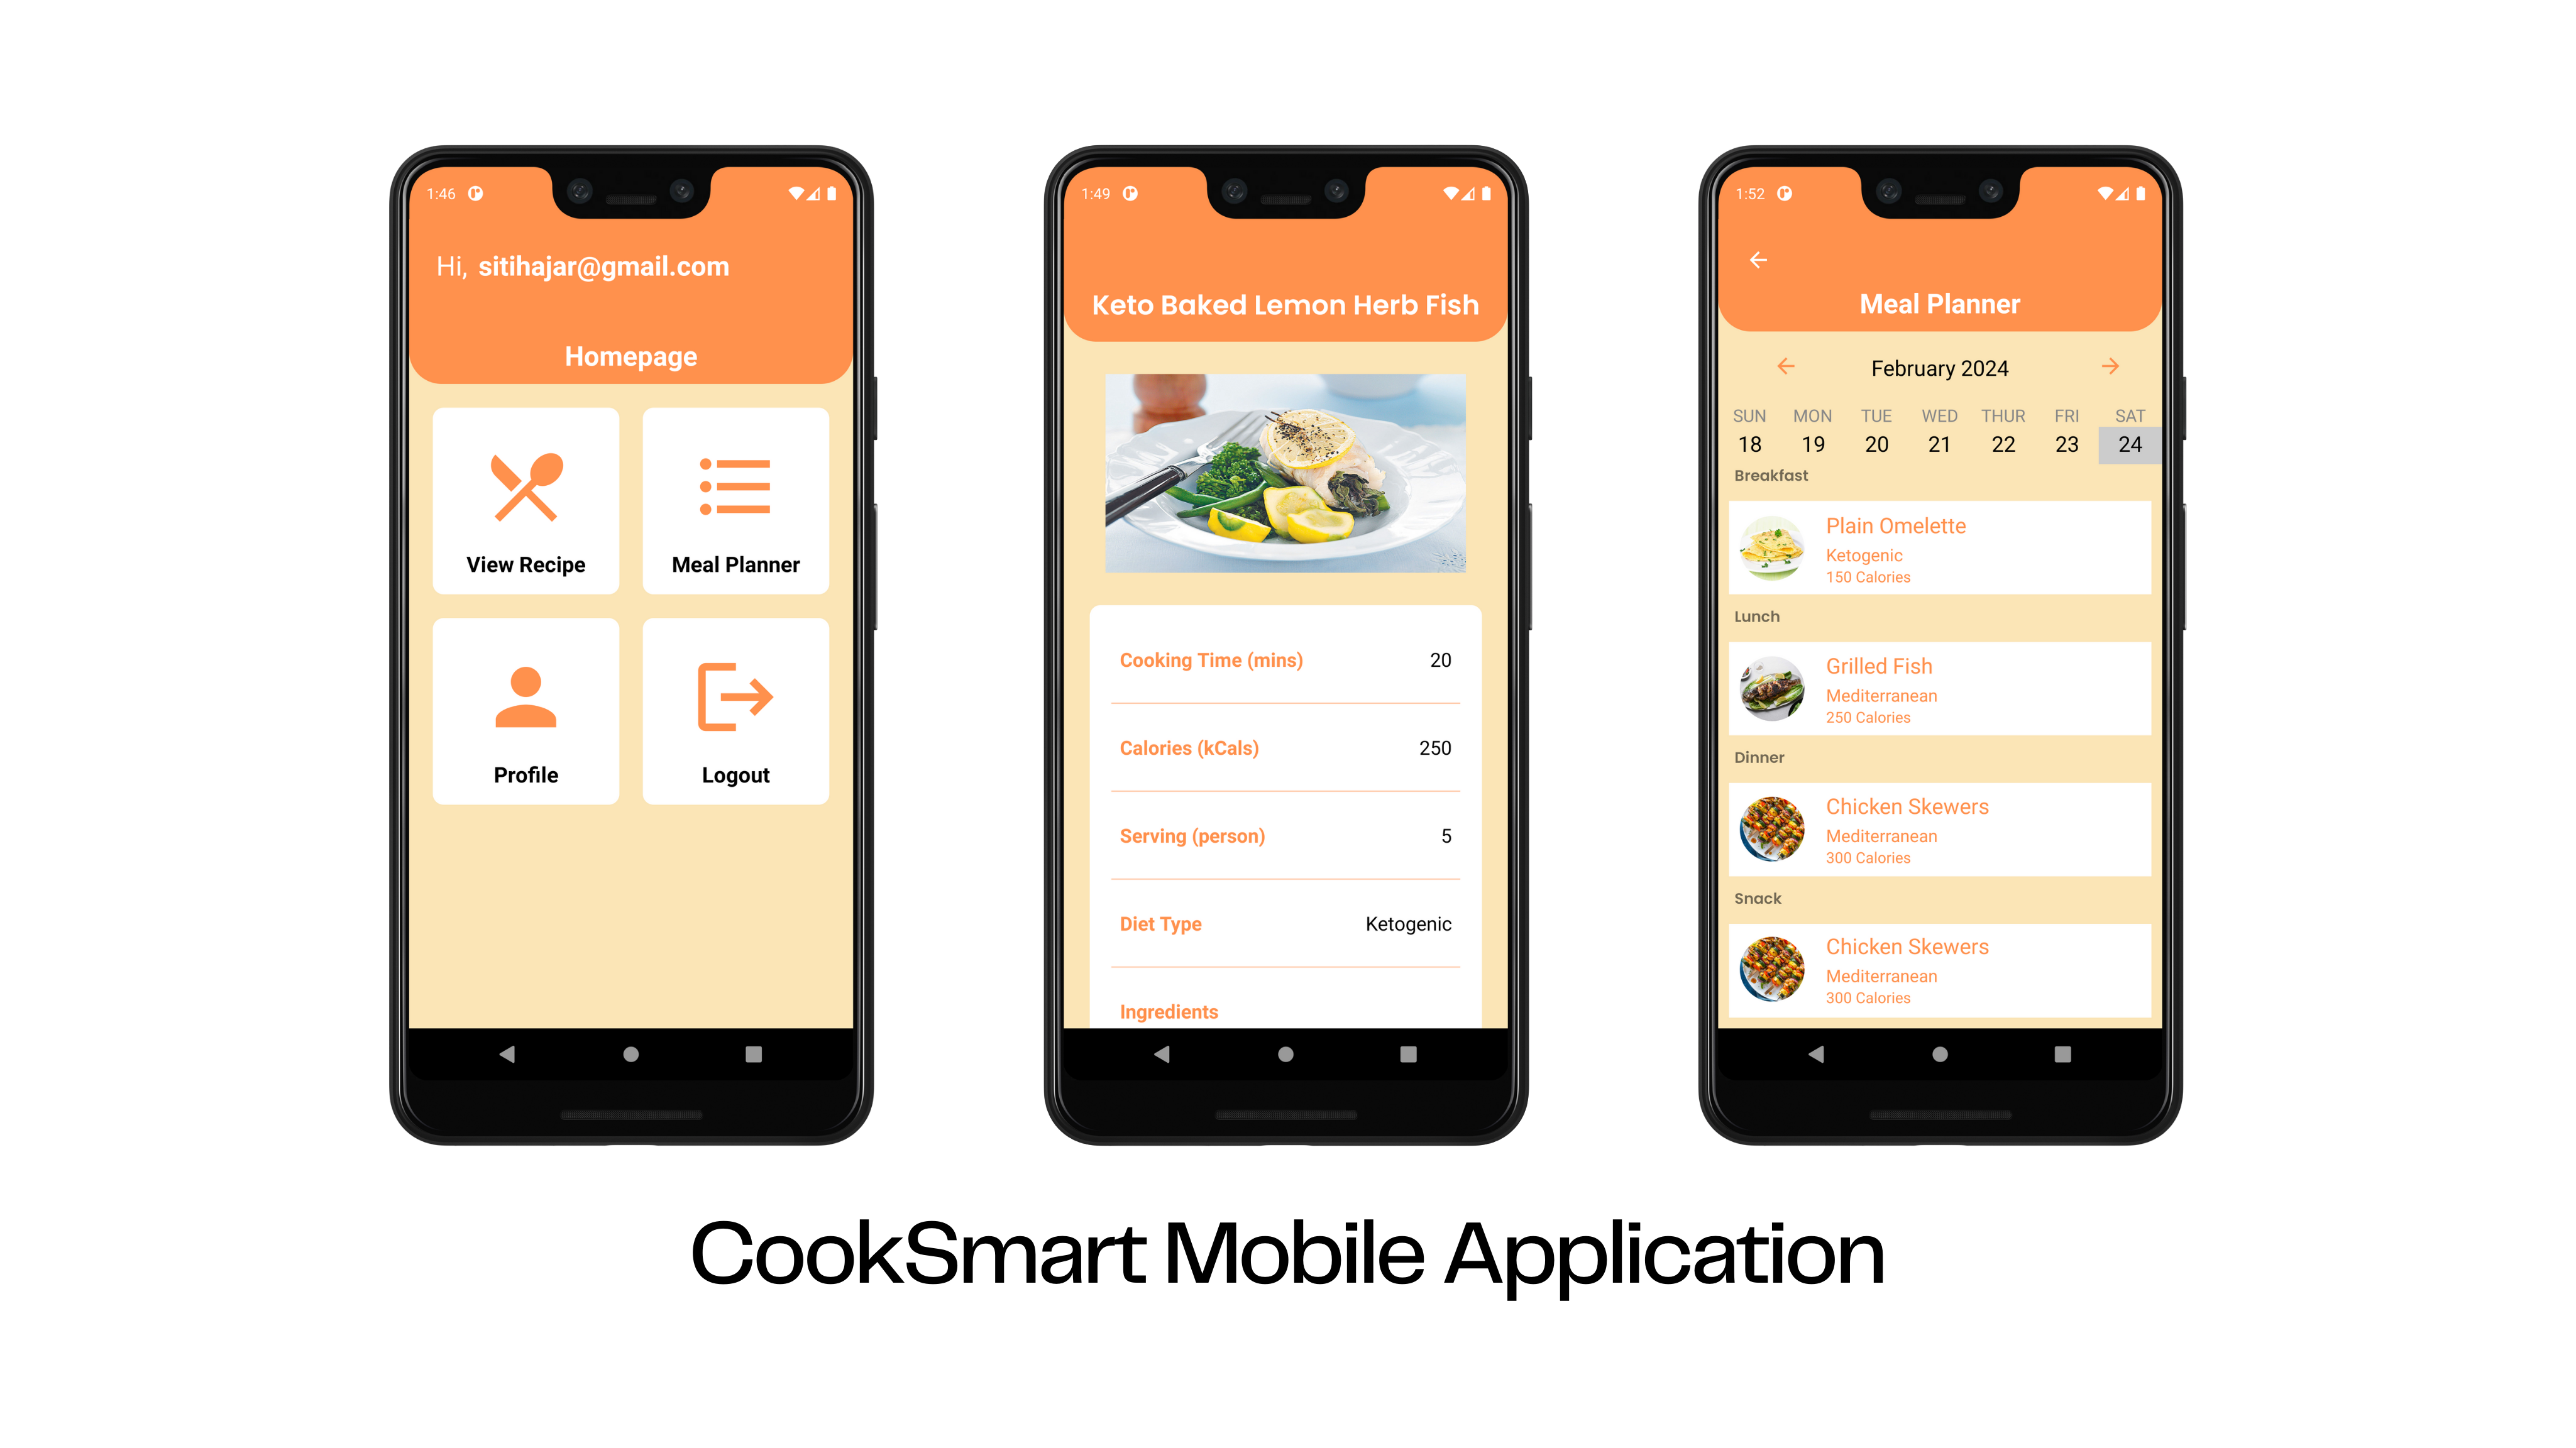 1:46
Hi, sitihajar@gmail.com
Homepage
View Recipe
Meal Planner
Profile
Logout
1:49
Keto Baked Lemon Herb Fish
Cooking Time (mins) 20
Calories (kCals) 250
Serving (person) 5
Diet Type Ketogenic
Ingredients
1:52
Meal Planner
February 2024
SUN MON TUE WED THUR FRI SAT
18 19 20 21 22 23 24
Breakfast
Plain Omelette
Ketogenic
150 Calories
Lunch
Grilled Fish
Mediterranean
250 Calories
Dinner
Chicken Skewers
Mediterranean
300 Calories
Snack
Chicken Skewers
Mediterranean
300 Calories
CookSmart Mobile Application